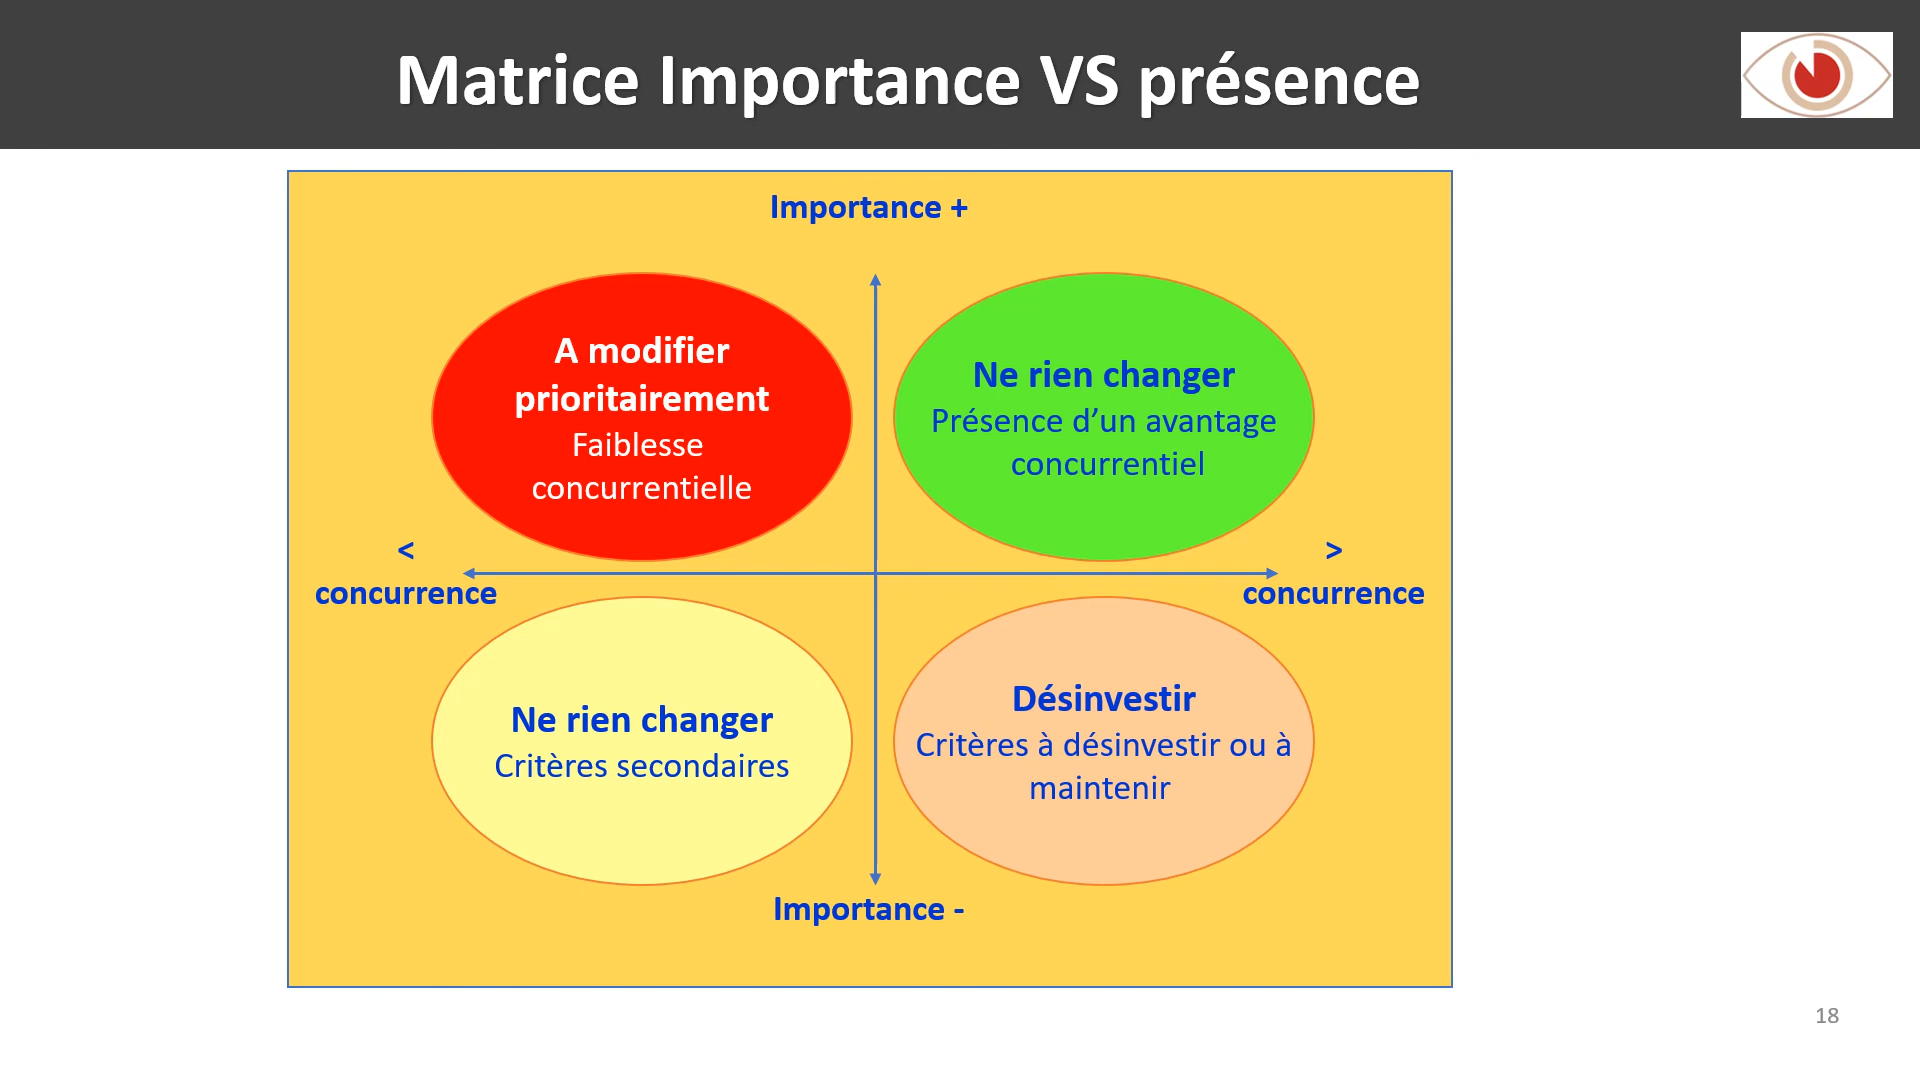 Matrice Importance VS présence
Importance +
A modifier
prioritairement
Faiblesse
concurrentielle
Ne rien changer
Présence d’un avantage
concurrentiel
<
concurrence
>
concurrence
Ne rien changer
Critères secondaires
Désinvestir
Critères à désinvestir ou à
maintenir
Importance -
18